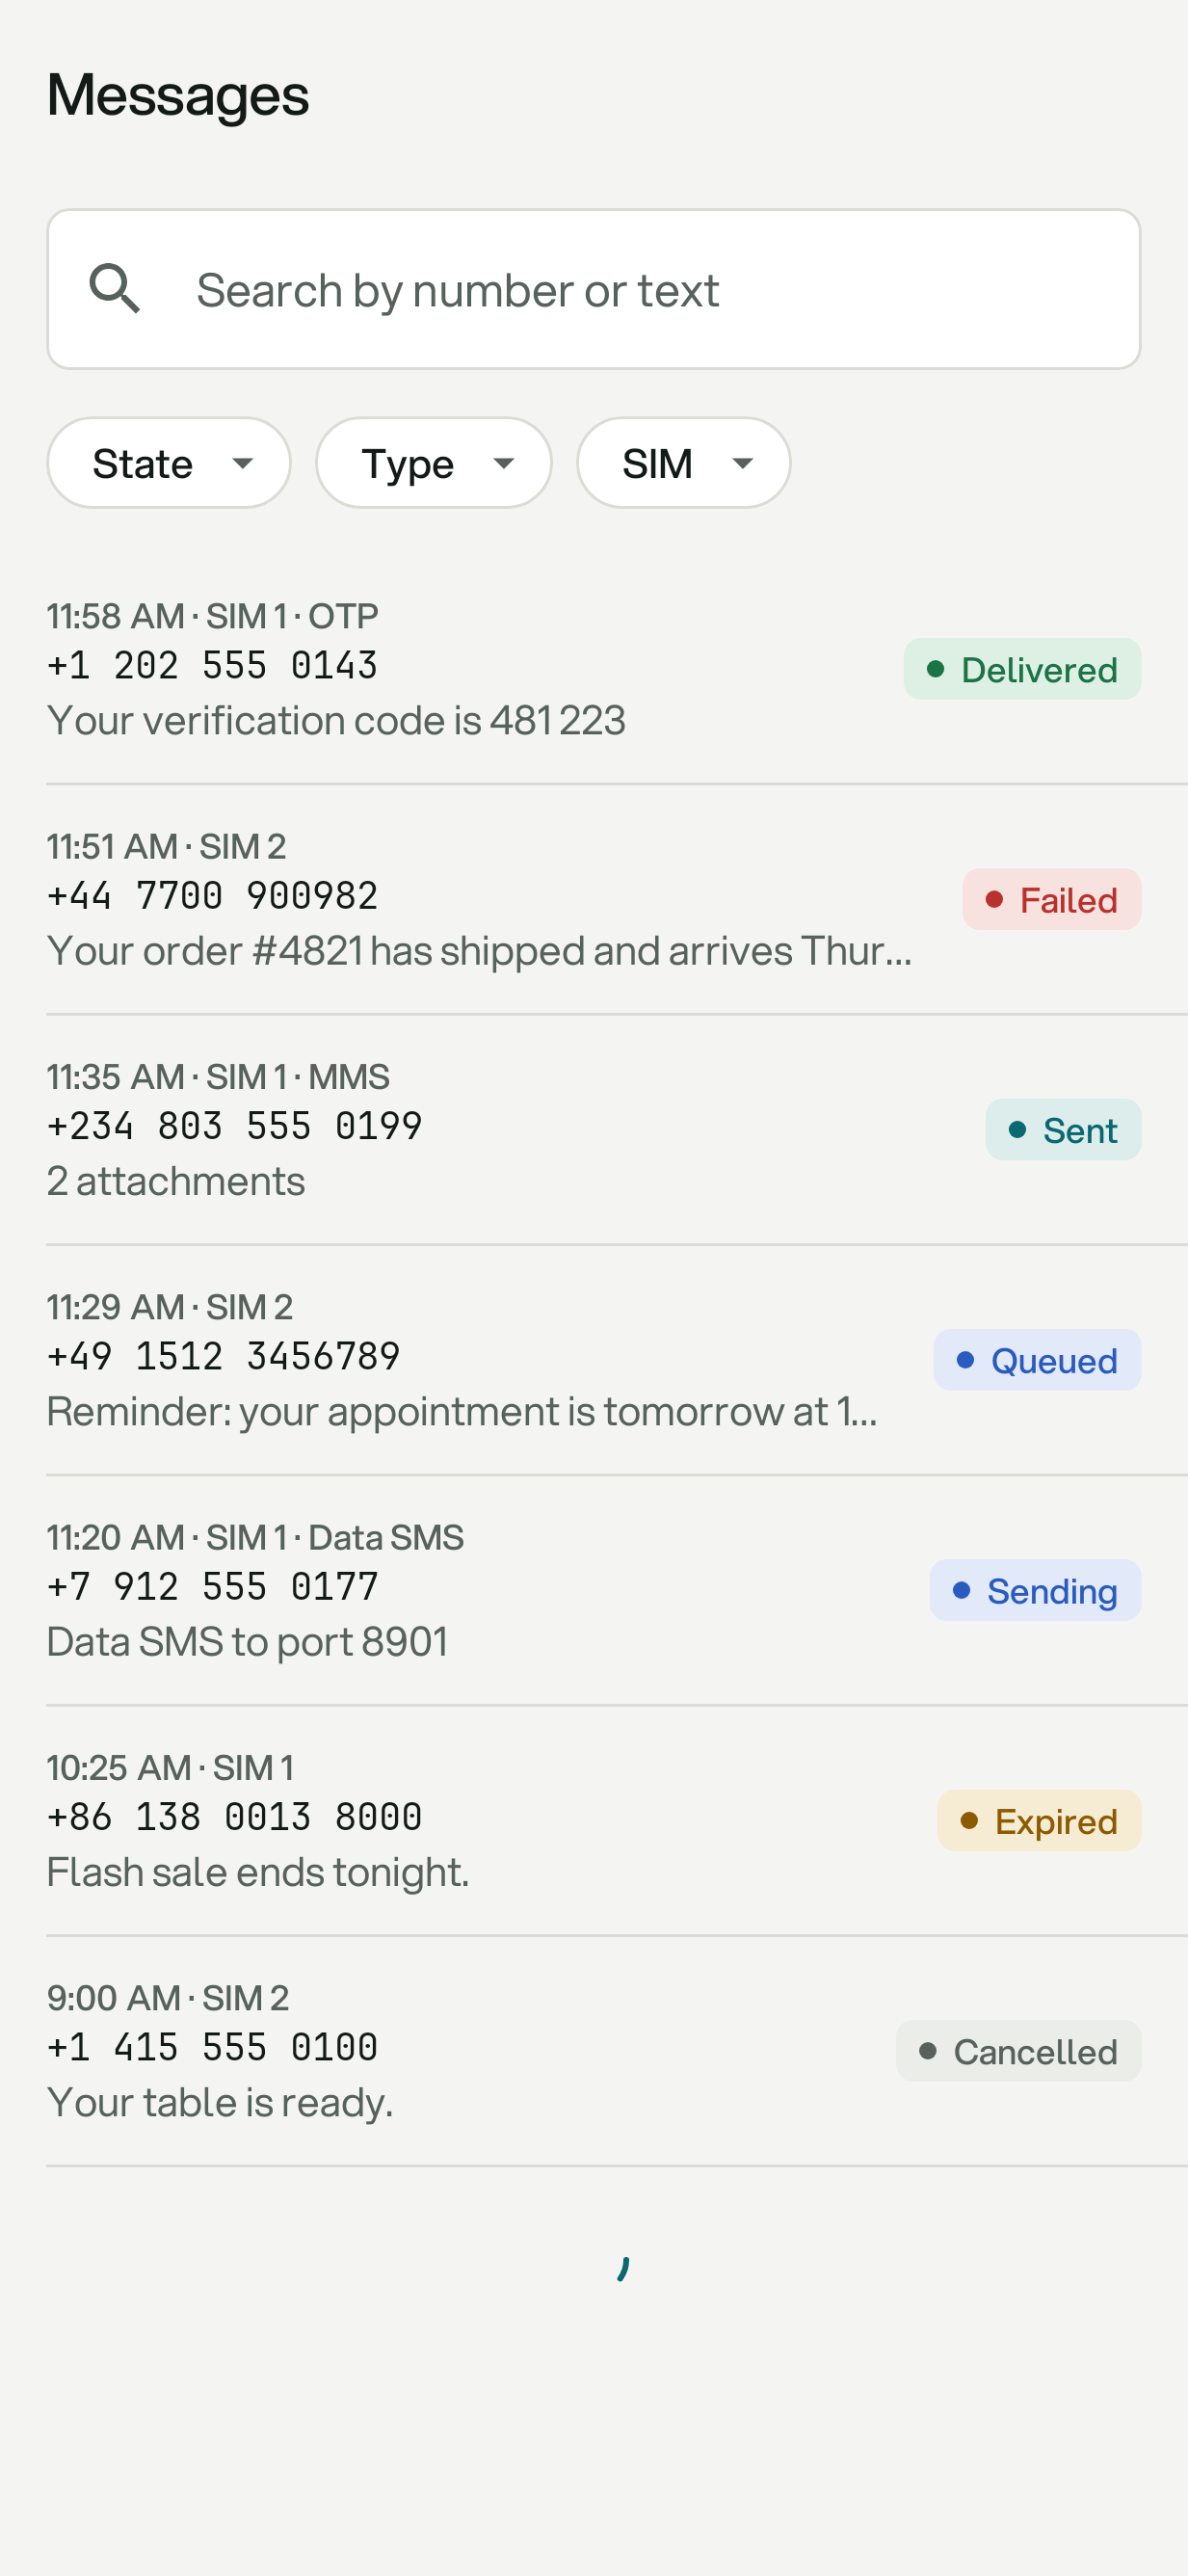 Messages
Search by number or text
State
Type
SIM
11:58 AM · SIM 1 · OTP
+1 202 555 0143
Delivered
Your verification code is 481 223
11:51 AM · SIM 2
+44 7700 900982
Failed
Your order #4821 has shipped and arrives Thur...
11:35 AM · SIM 1 · MMS
+234 803 555 0199
Sent
2 attachments
11:29 AM · SIM 2
+49 1512 3456789
Queued
Reminder: your appointment is tomorrow at 1...
11:20 AM · SIM 1 · Data SMS
+7 912 555 0177
Sending
Data SMS to port 8901
10:25 AM · SIM 1
+86 138 0013 8000
Expired
Flash sale ends tonight.
9:00 AM · SIM 2
+1 415 555 0100
Cancelled
Your table is ready.